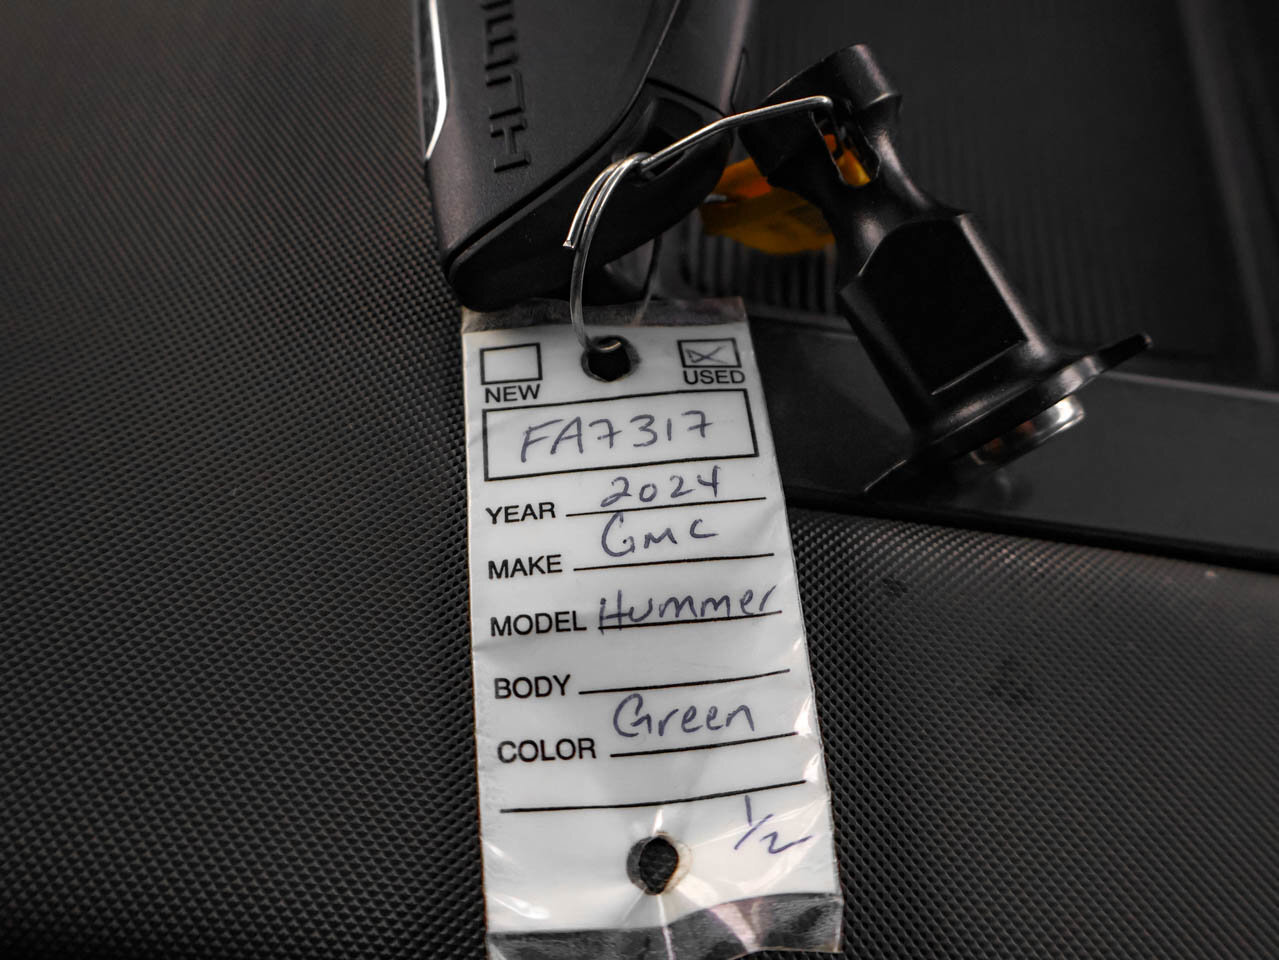 HUMM
NEW
USED
FA7317
YEAR 2024
MAKE GMC
MODEL Hummer
BODY
COLOR Green
1/2